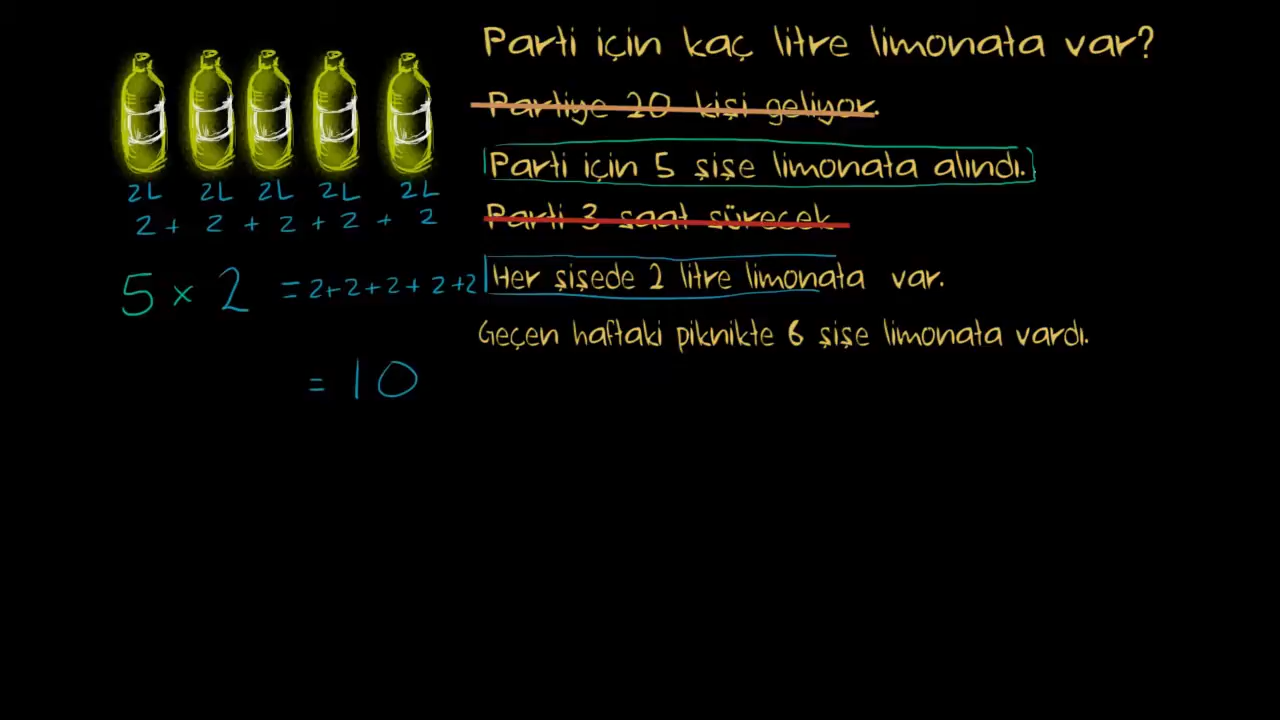 Parti için kaç litre limonata var?
Partiye 20 kişi geliyor.
Parti için 5 şişe limonata alındı.
Parti 3 saat sürecek
Her şişede 2 litre limonata var.
Geçen haftaki piknikte 6 şişe limonata vardı.
2L 2L 2L 2L 2L
2 + 2 + 2 + 2 + 2
5 × 2 = 2+2+2+2+2
= 10